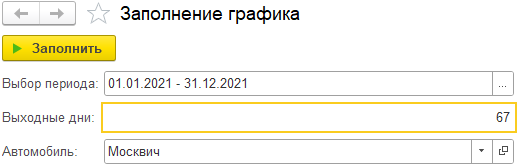 Заполнение графика
Заполнить
Выбор периода: 01.01.2021 - 31.12.2021 ...
Выходные дни: 67
Автомобиль: Москвич